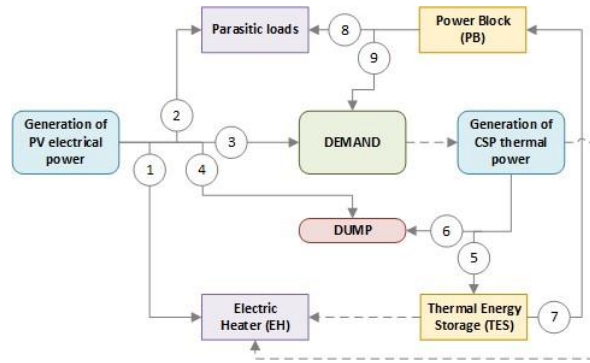 Parasitic loads
8
Power Block
(PB)
9
2
Generation of
PV electrical
power
3
DEMAND
Generation of
CSP thermal
power
1
4
DUMP
6
5
Electric
Heater (EH)
Thermal Energy
Storage (TES)
7